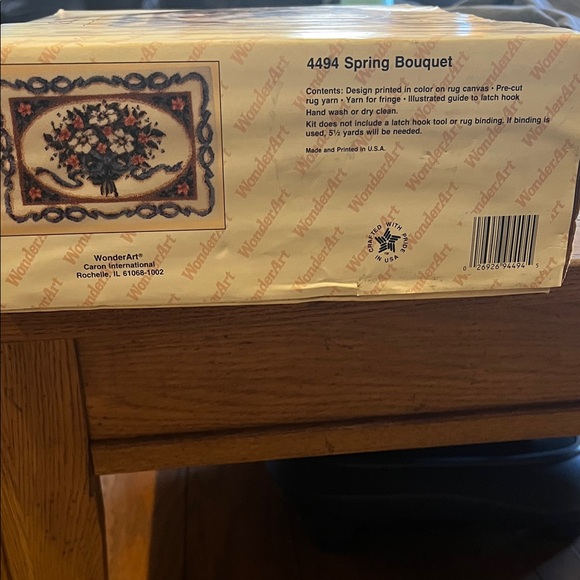 4494 Spring Bouquet
Contents: Design printed in color on rug canvas • Pre-cut
rug yarn • Yarn for fringe • Illustrated guide to latch hook
Hand wash or dry clean.
Kit does not include a latch hook tool or rug binding. If binding is
used, 5½ yards will be needed.
Made and Printed in U.S.A.
WonderArt®
Caron International
Rochelle, IL 61068-1002
CRAFTED WITH PRIDE
TM
IN USA
0 26926 94494 5
WonderArt